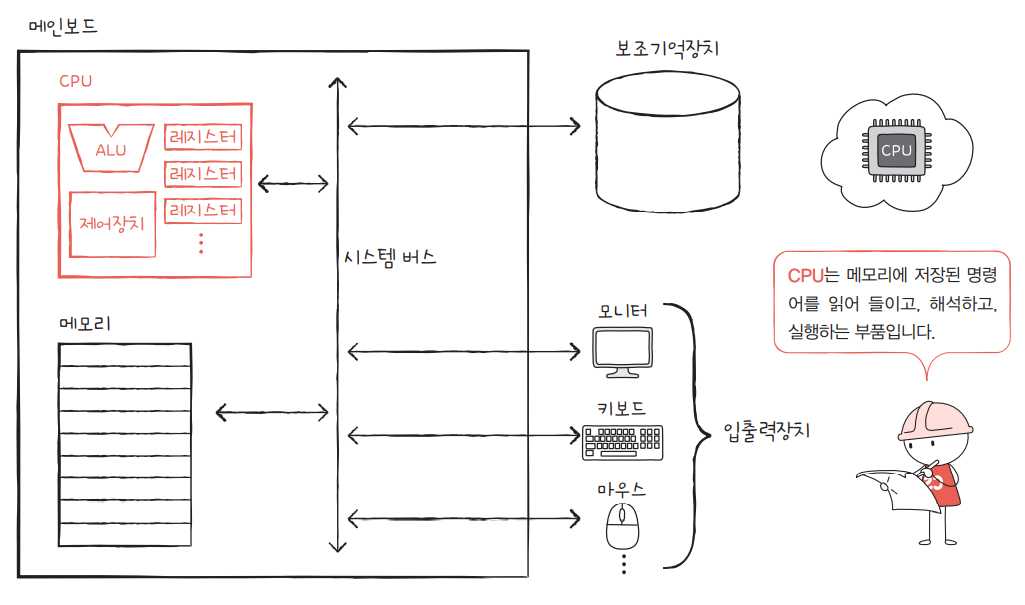 메인보드
CPU
ALU
레지스터
레지스터
레지스터
제어장치
메모리
시스템 버스
보조기억장치
모니터
키보드
마우스
입출력장치
CPU
CPU는 메모리에 저장된 명령
어를 읽어 들이고, 해석하고,
실행하는 부품입니다.